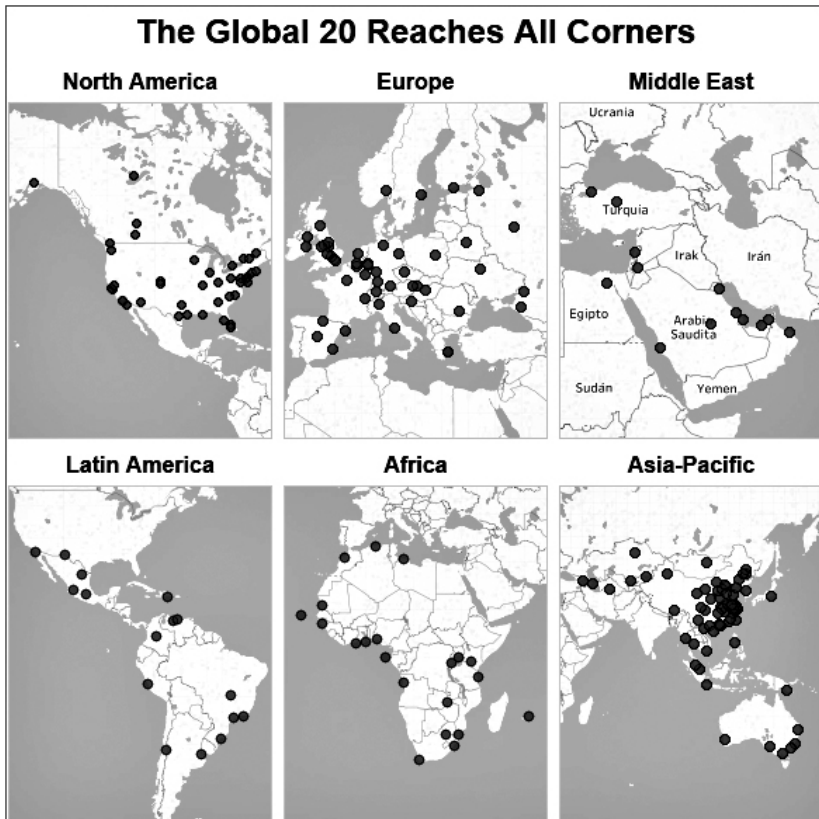 The Global 20 Reaches All Corners
North America
Europe
Middle East
Ucrania
Turquia
Irak
Irán
Egipto
Arabi
Saudita
Sudán
Yemen
Latin America
Africa
Asia-Pacific